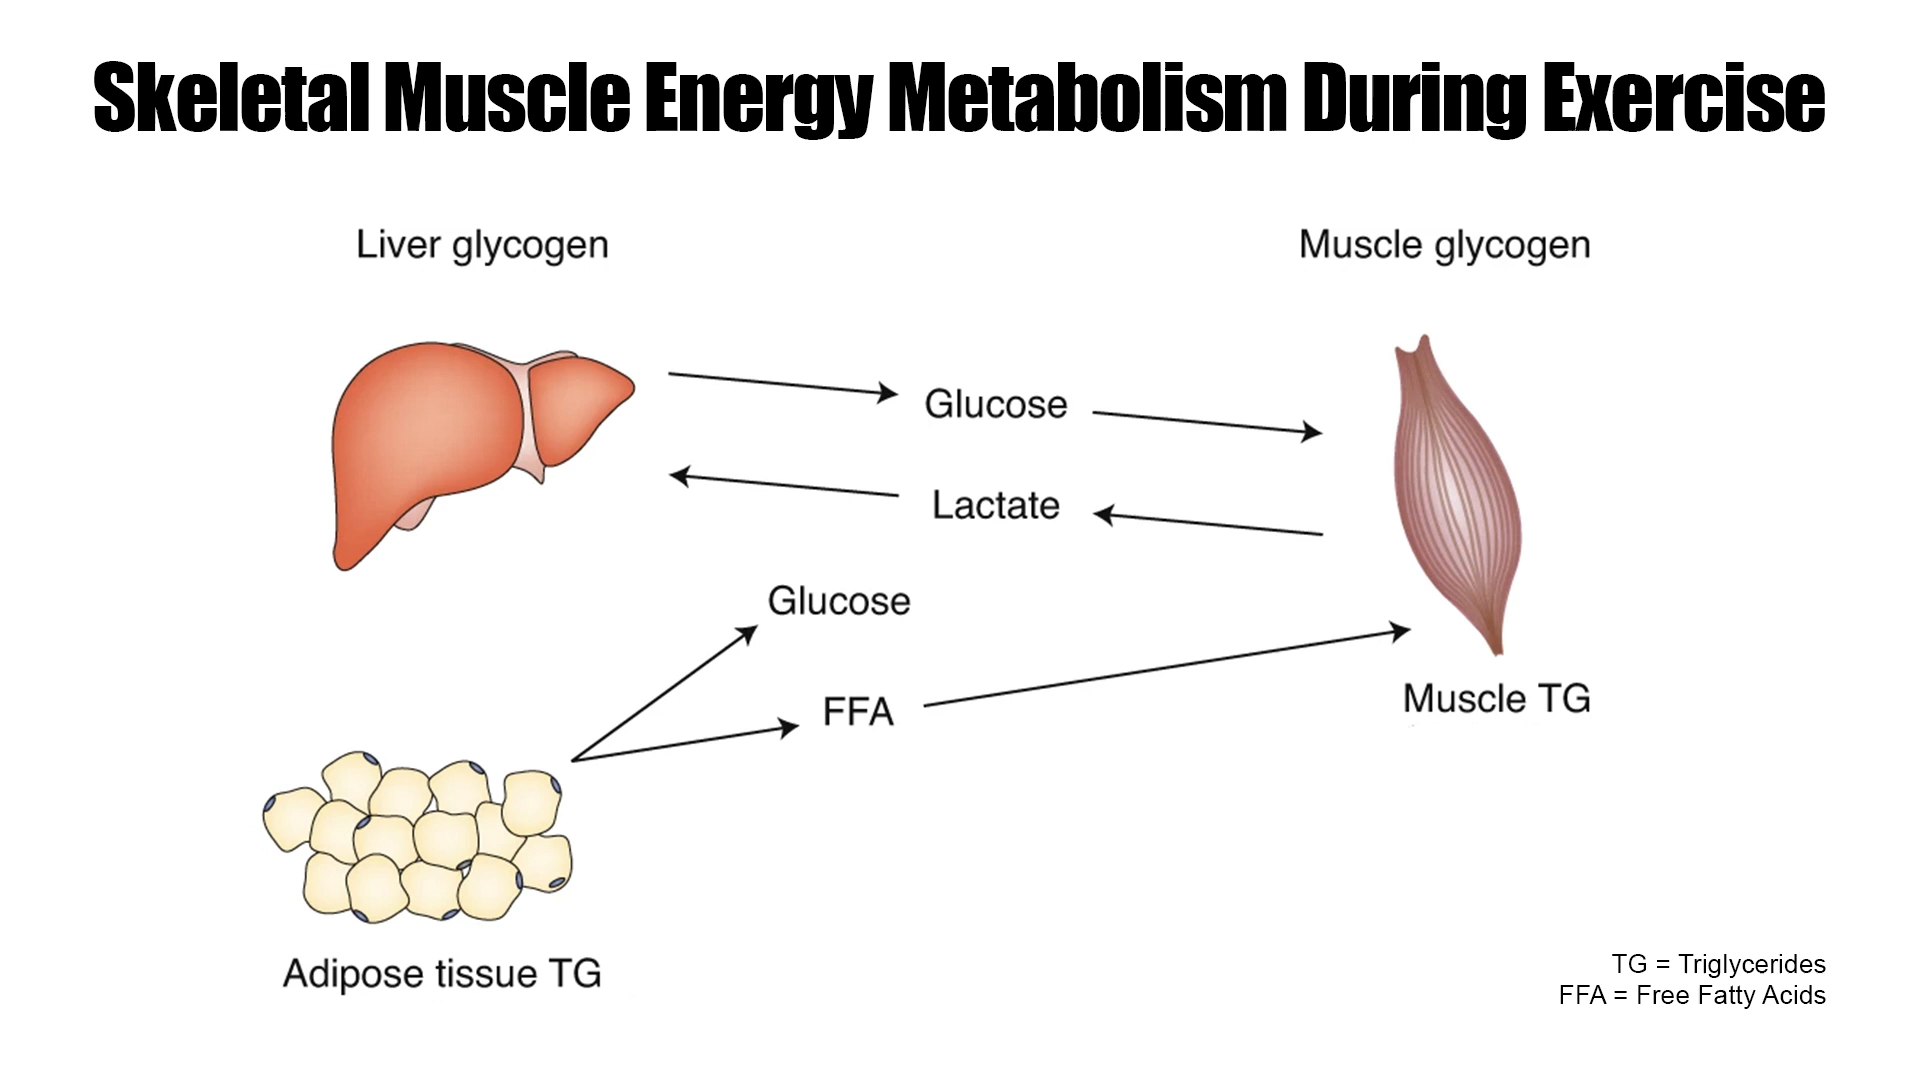 Skeletal Muscle Energy Metabolism During Exercise
Liver glycogen
Muscle glycogen
Glucose
Lactate
Glucose
FFA
Muscle TG
Adipose tissue TG
TG = Triglycerides
FFA = Free Fatty Acids